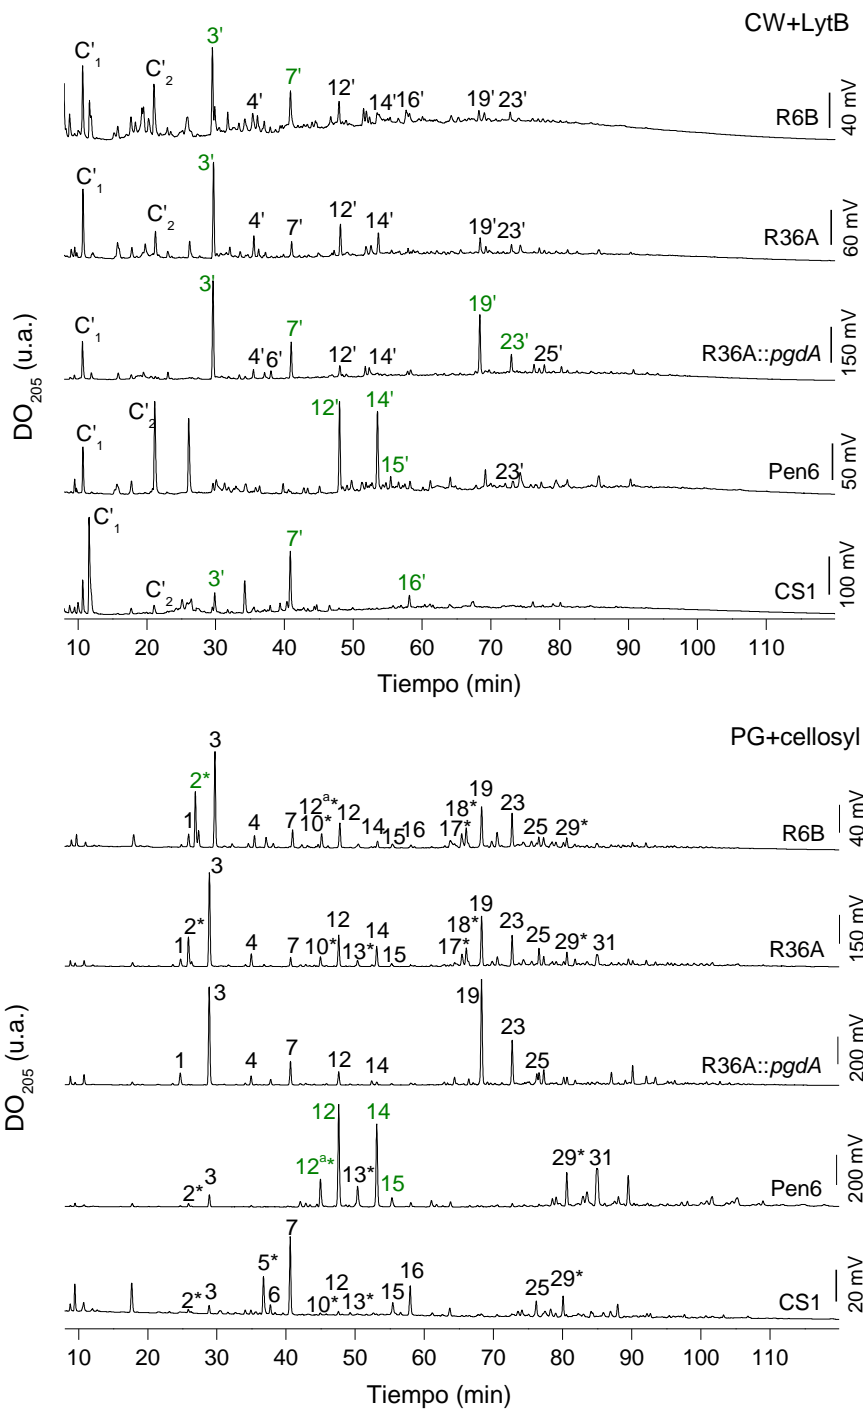 CW+LytB
C'1 C'2 3' 4' 7' 12' 14' 16' 19' 23'
R6B
40 mV
C'1 C'2 3' 4' 7' 12' 14' 19' 23'
R36A
60 mV
C'1 3' 4' 6' 7' 12' 14' 19' 23' 25'
R36A::pgdA
150 mV
C'1 C'2 12' 14' 15' 23'
Pen6
50 mV
C'1 C'2 3' 7' 16'
CS1
100 mV
DO205 (u.a.)
10 20 30 40 50 60 70 80 90 100 110
Tiempo (min)
PG+cellosyl
1 2* 3 4 7 10* 12a* 12 14 15 16 17* 18* 19 23 25 29*
R6B
40 mV
1 2* 3 4 7 10* 12 13* 14 15 17* 18* 19 23 25 29* 31
R36A
150 mV
1 3 4 7 12 14 19 23 25
R36A::pgdA
200 mV
2* 3 12a* 12 13* 14 15 29* 31
Pen6
200 mV
2* 3 5* 6 7 10* 12 13* 15 16 25 29*
CS1
20 mV
DO205 (u.a.)
10 20 30 40 50 60 70 80 90 100 110
Tiempo (min)